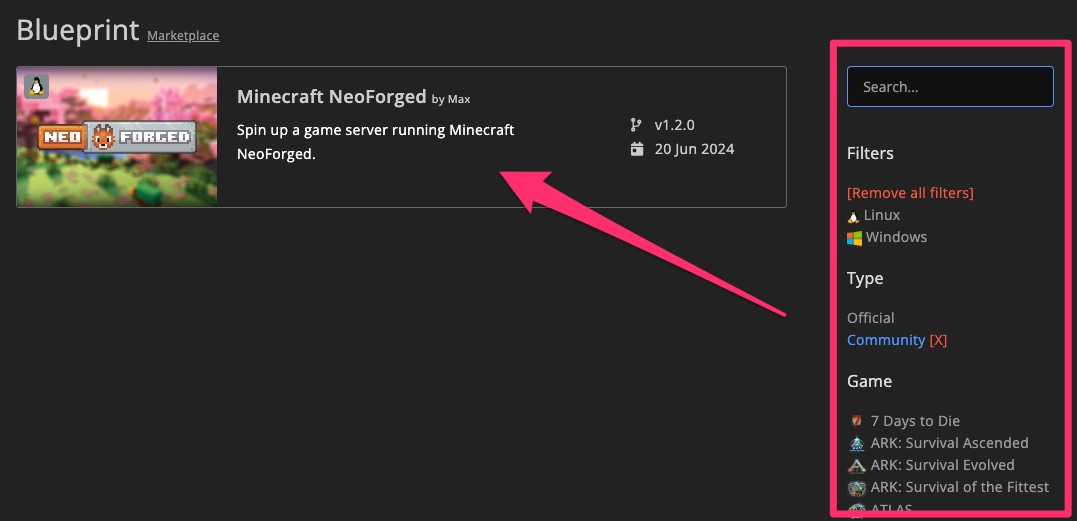 Blueprint Marketplace
NEO FORGED
Minecraft NeoForged by Max
Spin up a game server running Minecraft
NeoForged.
v1.2.0
20 Jun 2024
Search...
Filters
[Remove all filters]
Linux
Windows
Type
Official
Community [X]
Game
7 Days to Die
ARK: Survival Ascended
ARK: Survival Evolved
ARK: Survival of the Fittest
ATLAS